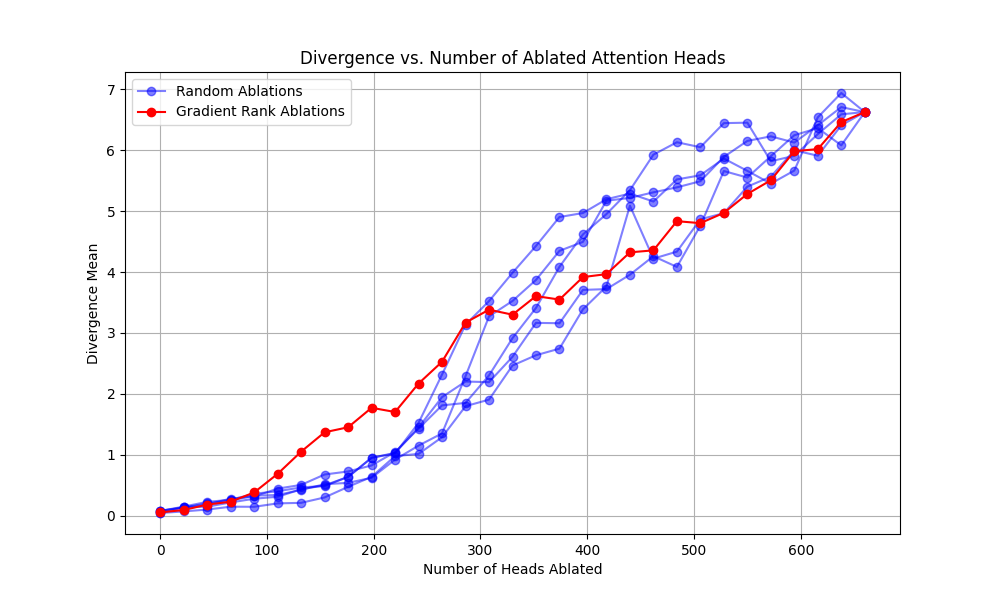 Divergence vs. Number of Ablated Attention Heads
Random Ablations
Gradient Rank Ablations
Divergence Mean
7
6
5
4
3
2
1
0
0 100 200 300 400 500 600
Number of Heads Ablated